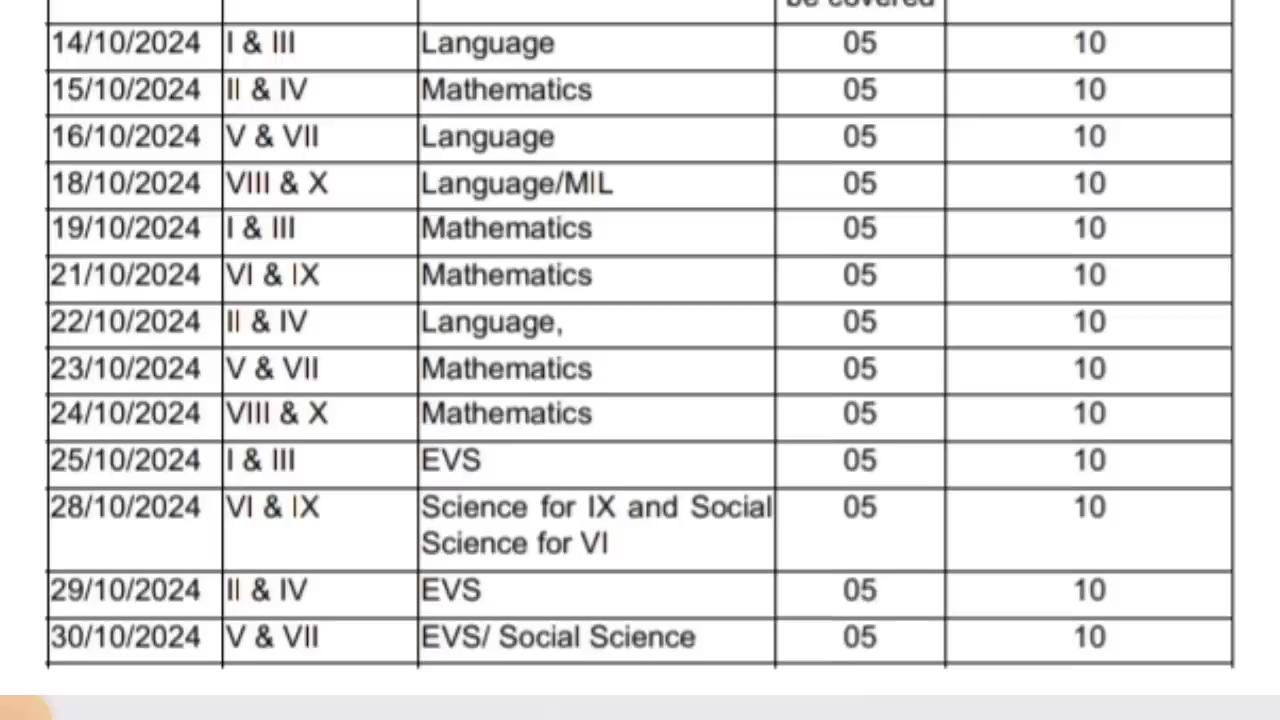 be covered
14/10/2024 I & III Language 05 10
15/10/2024 II & IV Mathematics 05 10
16/10/2024 V & VII Language 05 10
18/10/2024 VIII & X Language/MIL 05 10
19/10/2024 I & III Mathematics 05 10
21/10/2024 VI & IX Mathematics 05 10
22/10/2024 II & IV Language, 05 10
23/10/2024 V & VII Mathematics 05 10
24/10/2024 VIII & X Mathematics 05 10
25/10/2024 I & III EVS 05 10
28/10/2024 VI & IX Science for IX and Social 05 10
Science for VI
29/10/2024 II & IV EVS 05 10
30/10/2024 V & VII EVS/ Social Science 05 10